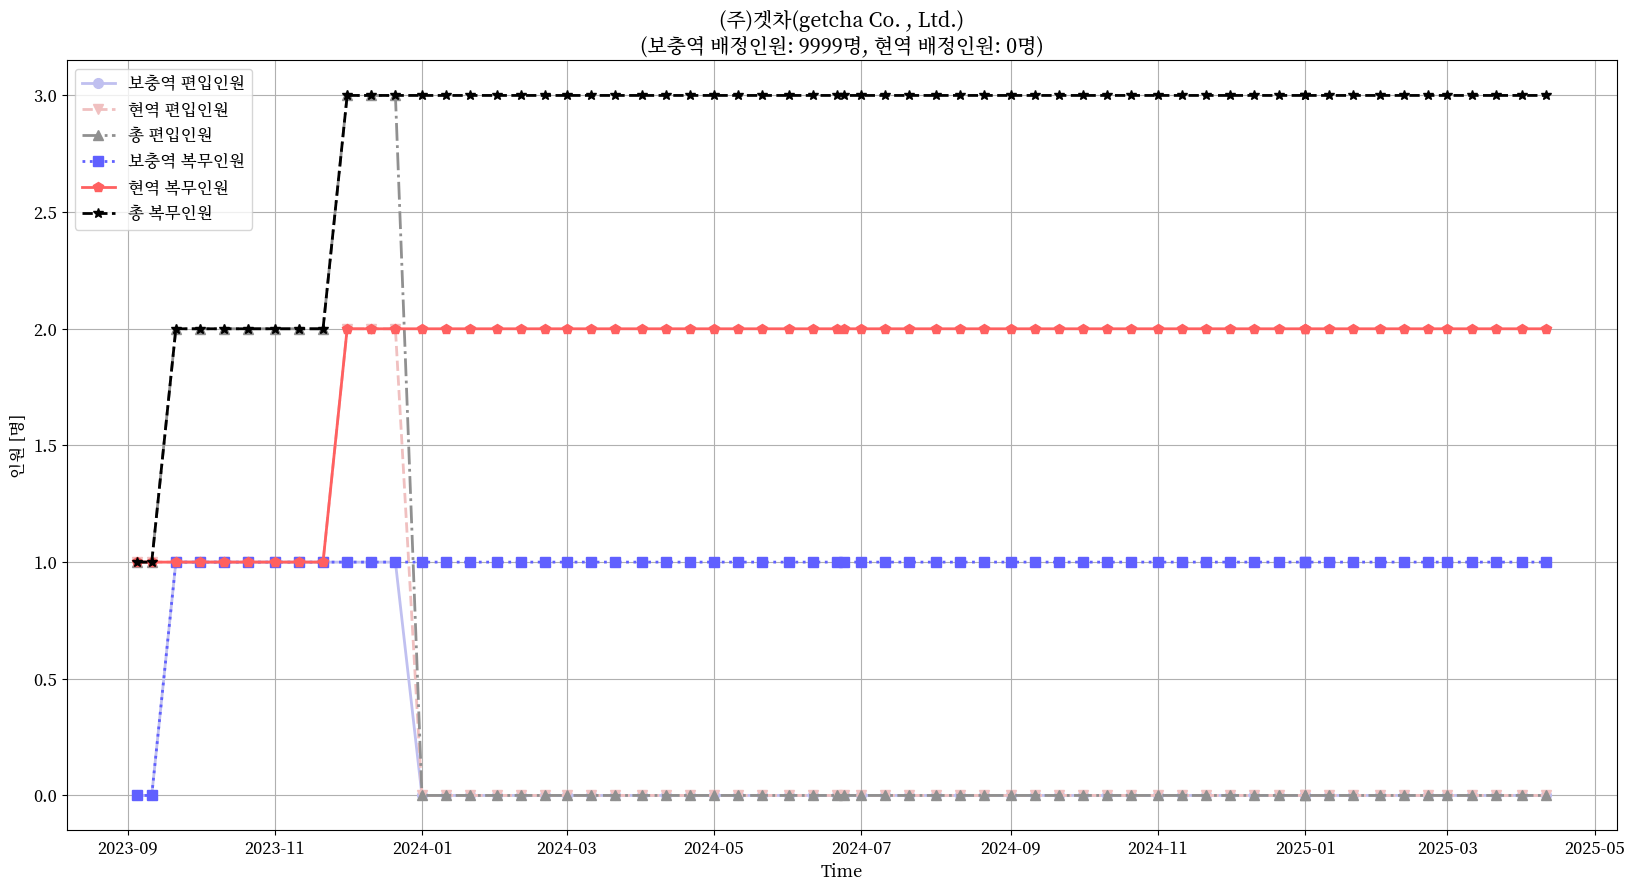 (주)겟차(getcha Co. , Ltd.)
(보충역 배정인원: 9999명, 현역 배정인원: 0명)
보충역 편입인원
현역 편입인원
총 편입인원
보충역 복무인원
현역 복무인원
총 복무인원
인원 [명]
3.0
2.5
2.0
1.5
1.0
0.5
0.0
2023-09
2023-11
2024-01
2024-03
2024-05
2024-07
2024-09
2024-11
2025-01
2025-03
2025-05
Time